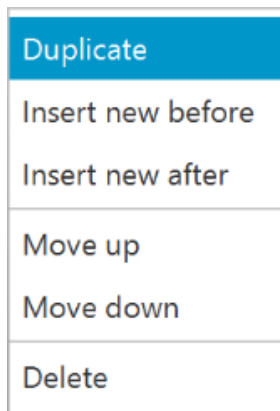 Duplicate
Insert new before
Insert new after
Move up
Move down
Delete